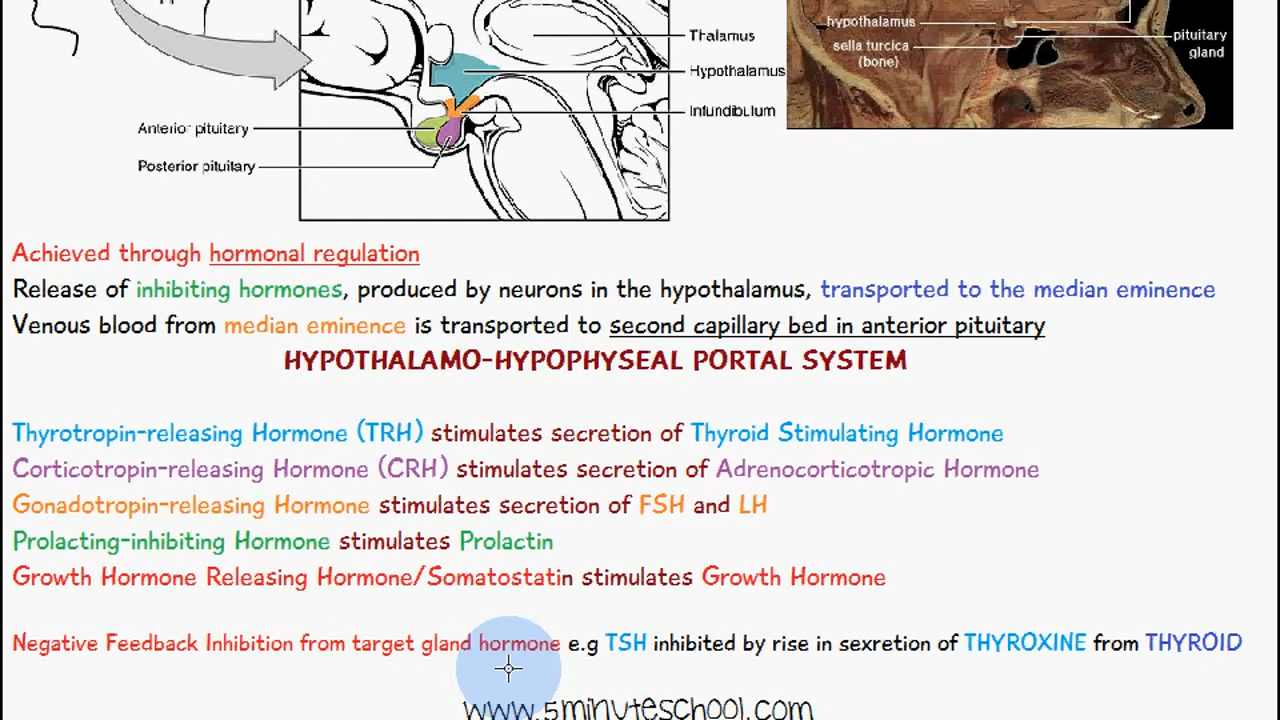 Thalamus
Hypothalamus
Infundibulum
Anterior pituitary
Posterior pituitary
hypothalamus
sella turcica
(bone)
pituitary
gland
Achieved through hormonal regulation
Release of inhibiting hormones, produced by neurons in the hypothalamus, transported to the median eminence
Venous blood from median eminence is transported to second capillary bed in anterior pituitary
HYPOTHALAMO-HYPOPHYSEAL PORTAL SYSTEM
Thyrotropin-releasing Hormone (TRH) stimulates secretion of Thyroid Stimulating Hormone
Corticotropin-releasing Hormone (CRH) stimulates secretion of Adrenocorticotropic Hormone
Gonadotropin-releasing Hormone stimulates secretion of FSH and LH
Prolacting-inhibiting Hormone stimulates Prolactin
Growth Hormone Releasing Hormone/Somatostatin stimulates Growth Hormone
Negative Feedback Inhibition from target gland hormone e.g TSH inhibited by rise in sexretion of THYROXINE from THYROID
www.5minuteschool.com